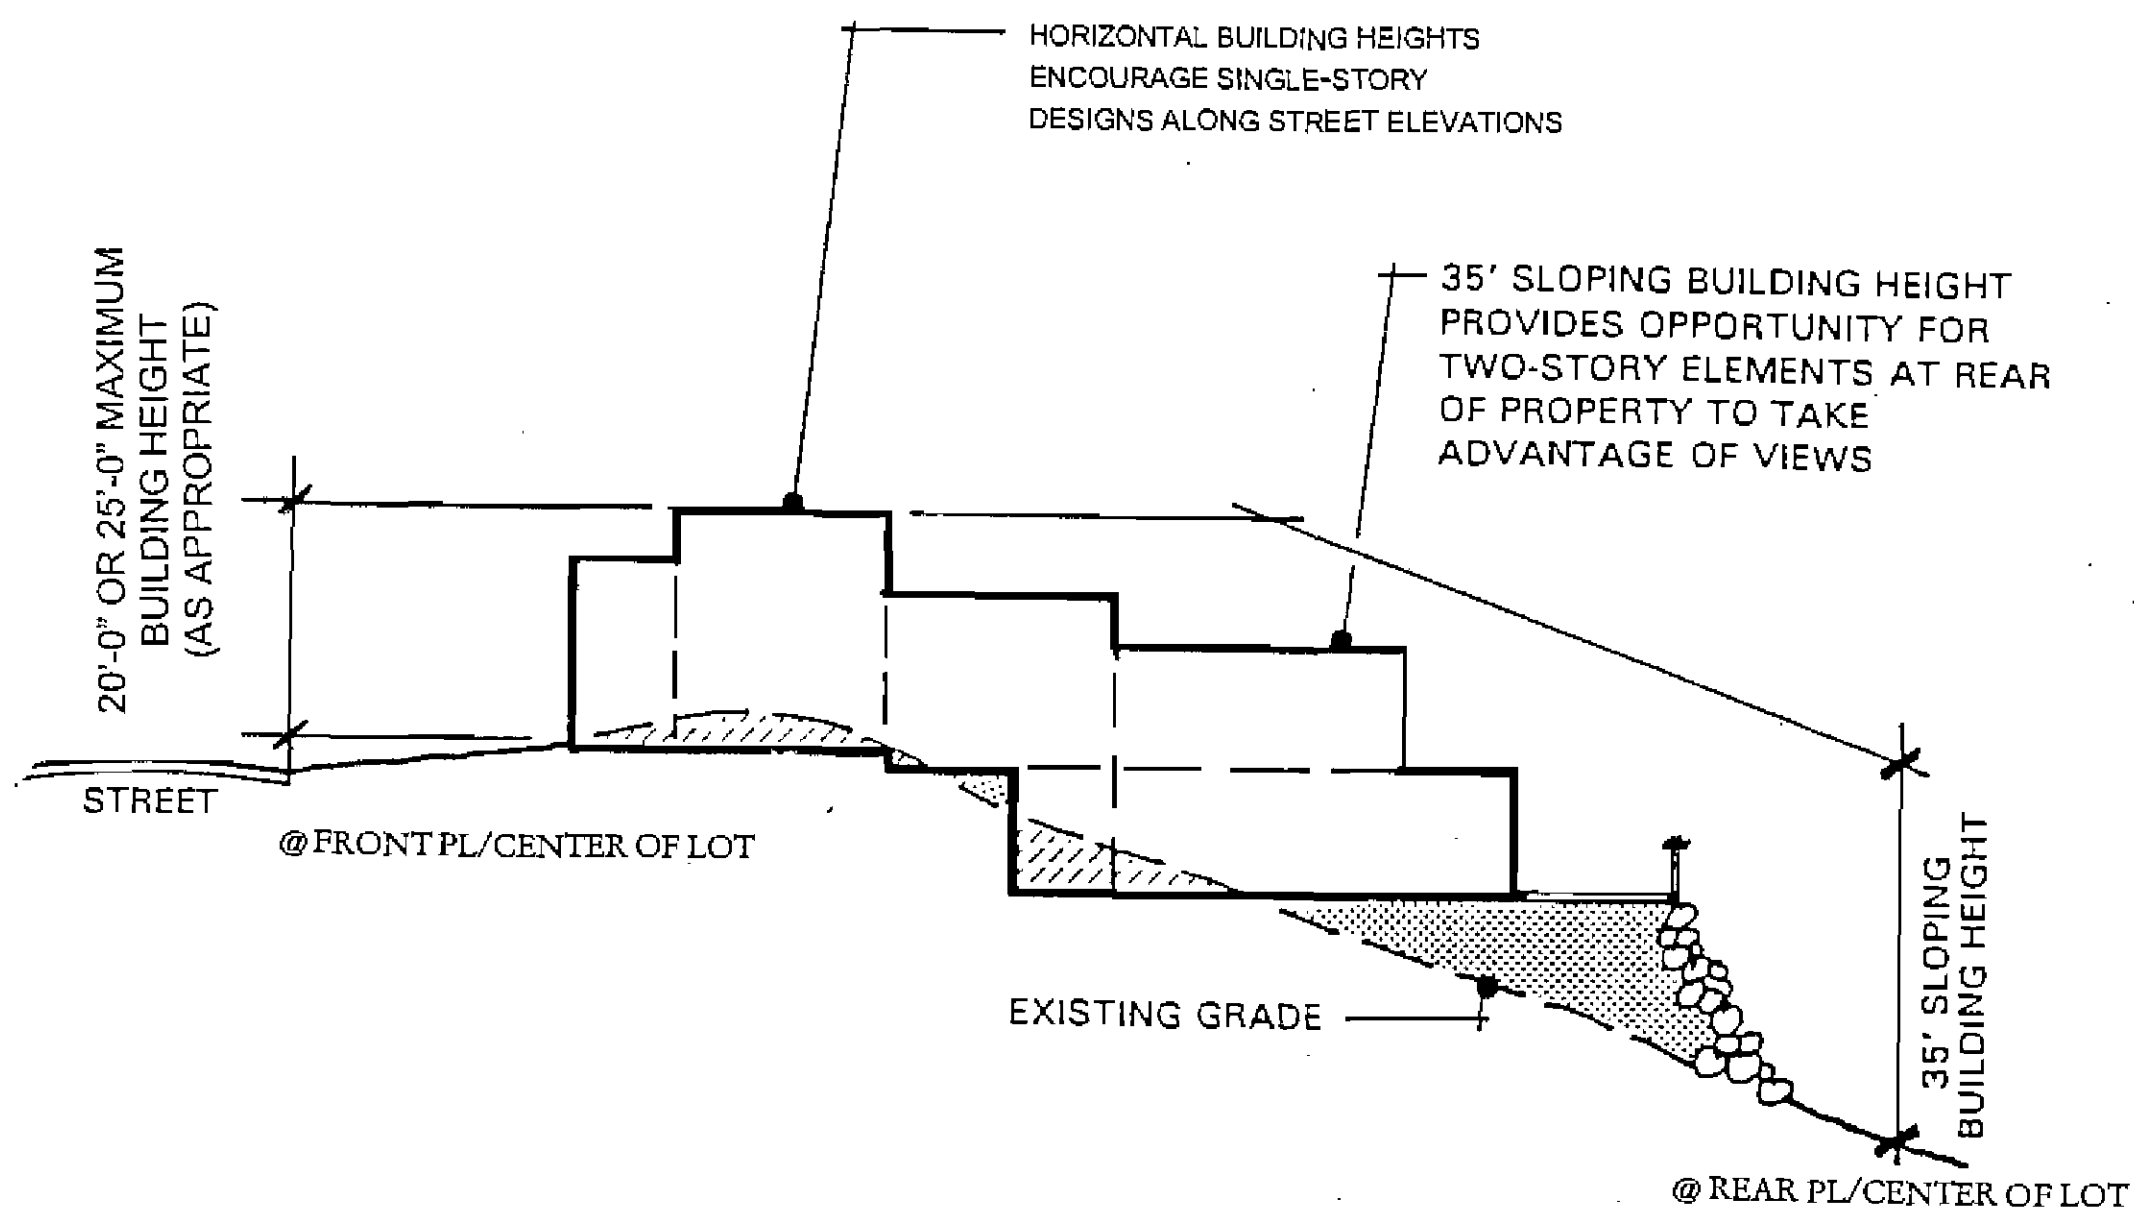 HORIZONTAL BUILDING HEIGHTS
ENCOURAGE SINGLE-STORY
DESIGNS ALONG STREET ELEVATIONS
35' SLOPING BUILDING HEIGHT
PROVIDES OPPORTUNITY FOR
TWO-STORY ELEMENTS AT REAR
OF PROPERTY TO TAKE
ADVANTAGE OF VIEWS
20'-0" OR 25'-0" MAXIMUM
BUILDING HEIGHT
(AS APPROPRIATE)
STREET
@ FRONT PL/CENTER OF LOT
EXISTING GRADE
35' SLOPING
BUILDING HEIGHT
@ REAR PL/CENTER OF LOT